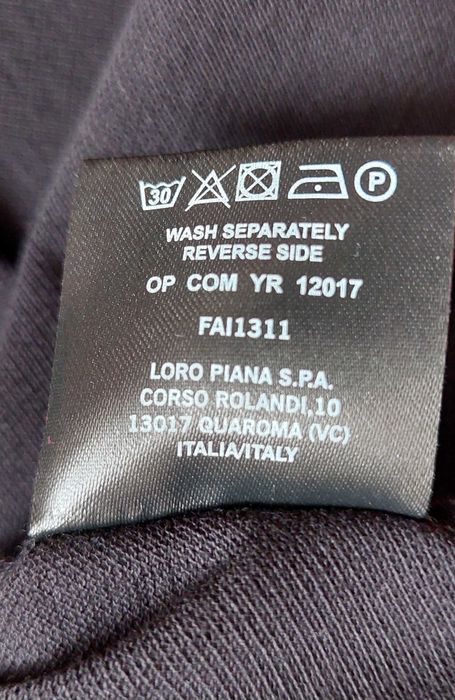 30 P
WASH SEPARATELY
REVERSE SIDE
OP COM YR 12017
FAI1311
LORO PIANA S.P.A.
CORSO ROLANDI,10
13017 QUAROMA (VC)
ITALIA/ITALY